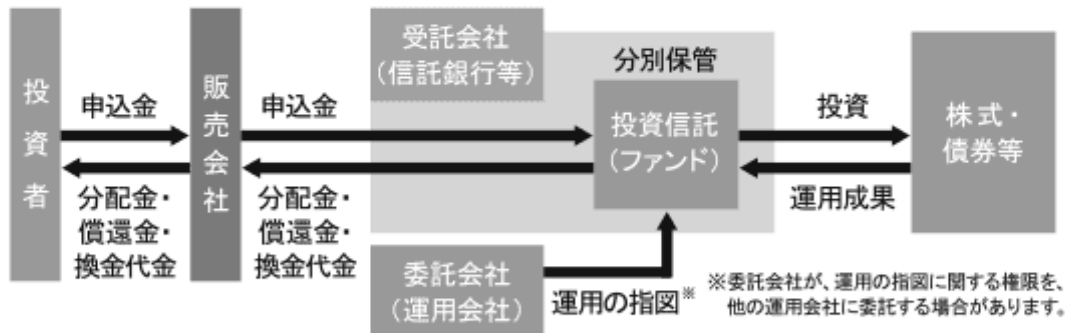 投資者
申込金
分配金・
償還金・
換金代金
販売会社
申込金
分配金・
償還金・
換金代金
受託会社
（信託銀行等）
分別保管
投資信託
（ファンド）
委託会社
（運用会社）
運用の指図※
投資
運用成果
株式・
債券等
※委託会社が、運用の指図に関する権限を、
他の運用会社に委託する場合があります。